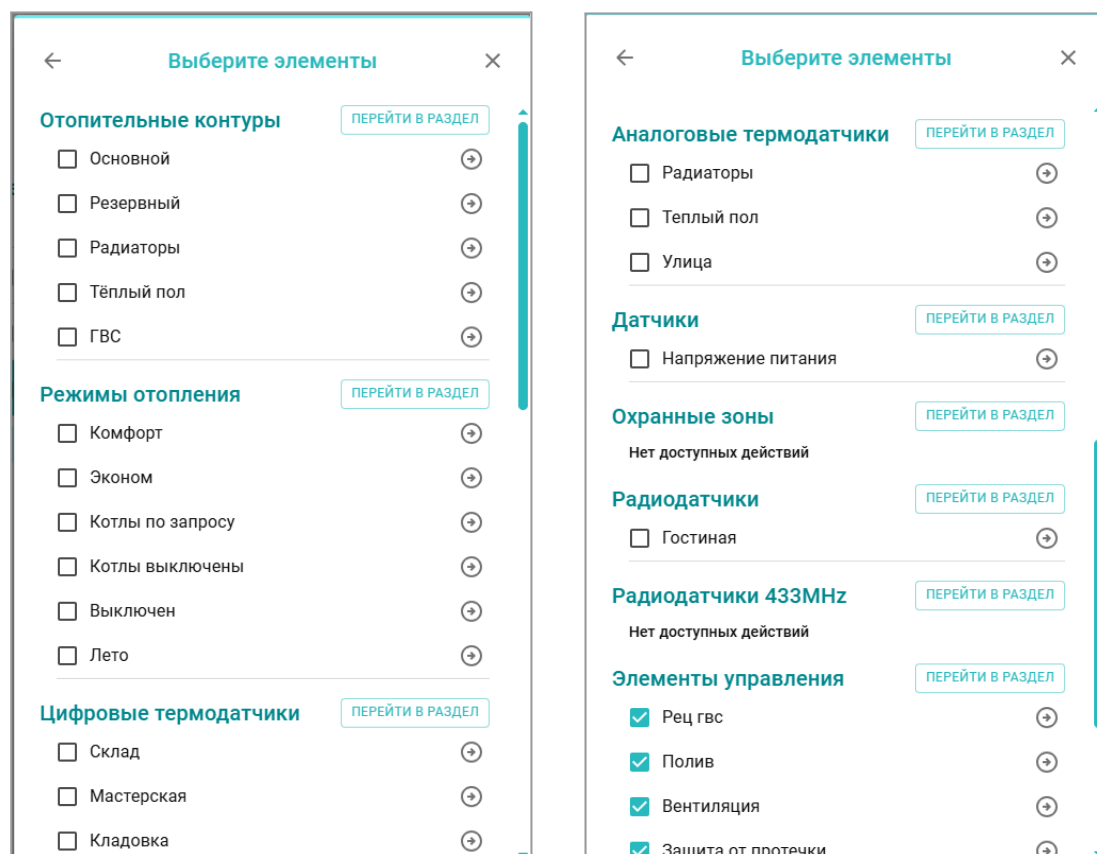 Выберите элементы
Отопительные контуры ПЕРЕЙТИ В РАЗДЕЛ
Основной
Резервный
Радиаторы
Тёплый пол
ГВС
Режимы отопления ПЕРЕЙТИ В РАЗДЕЛ
Комфорт
Эконом
Котлы по запросу
Котлы выключены
Выключен
Лето
Цифровые термодатчики ПЕРЕЙТИ В РАЗДЕЛ
Склад
Мастерская
Кладовка
Выберите элементы
Аналоговые термодатчики ПЕРЕЙТИ В РАЗДЕЛ
Радиаторы
Теплый пол
Улица
Датчики ПЕРЕЙТИ В РАЗДЕЛ
Напряжение питания
Охранные зоны ПЕРЕЙТИ В РАЗДЕЛ
Нет доступных действий
Радиодатчики ПЕРЕЙТИ В РАЗДЕЛ
Гостиная
Радиодатчики 433MHz ПЕРЕЙТИ В РАЗДЕЛ
Нет доступных действий
Элементы управления ПЕРЕЙТИ В РАЗДЕЛ
Рец гвс
Полив
Вентиляция
Защита от протечки